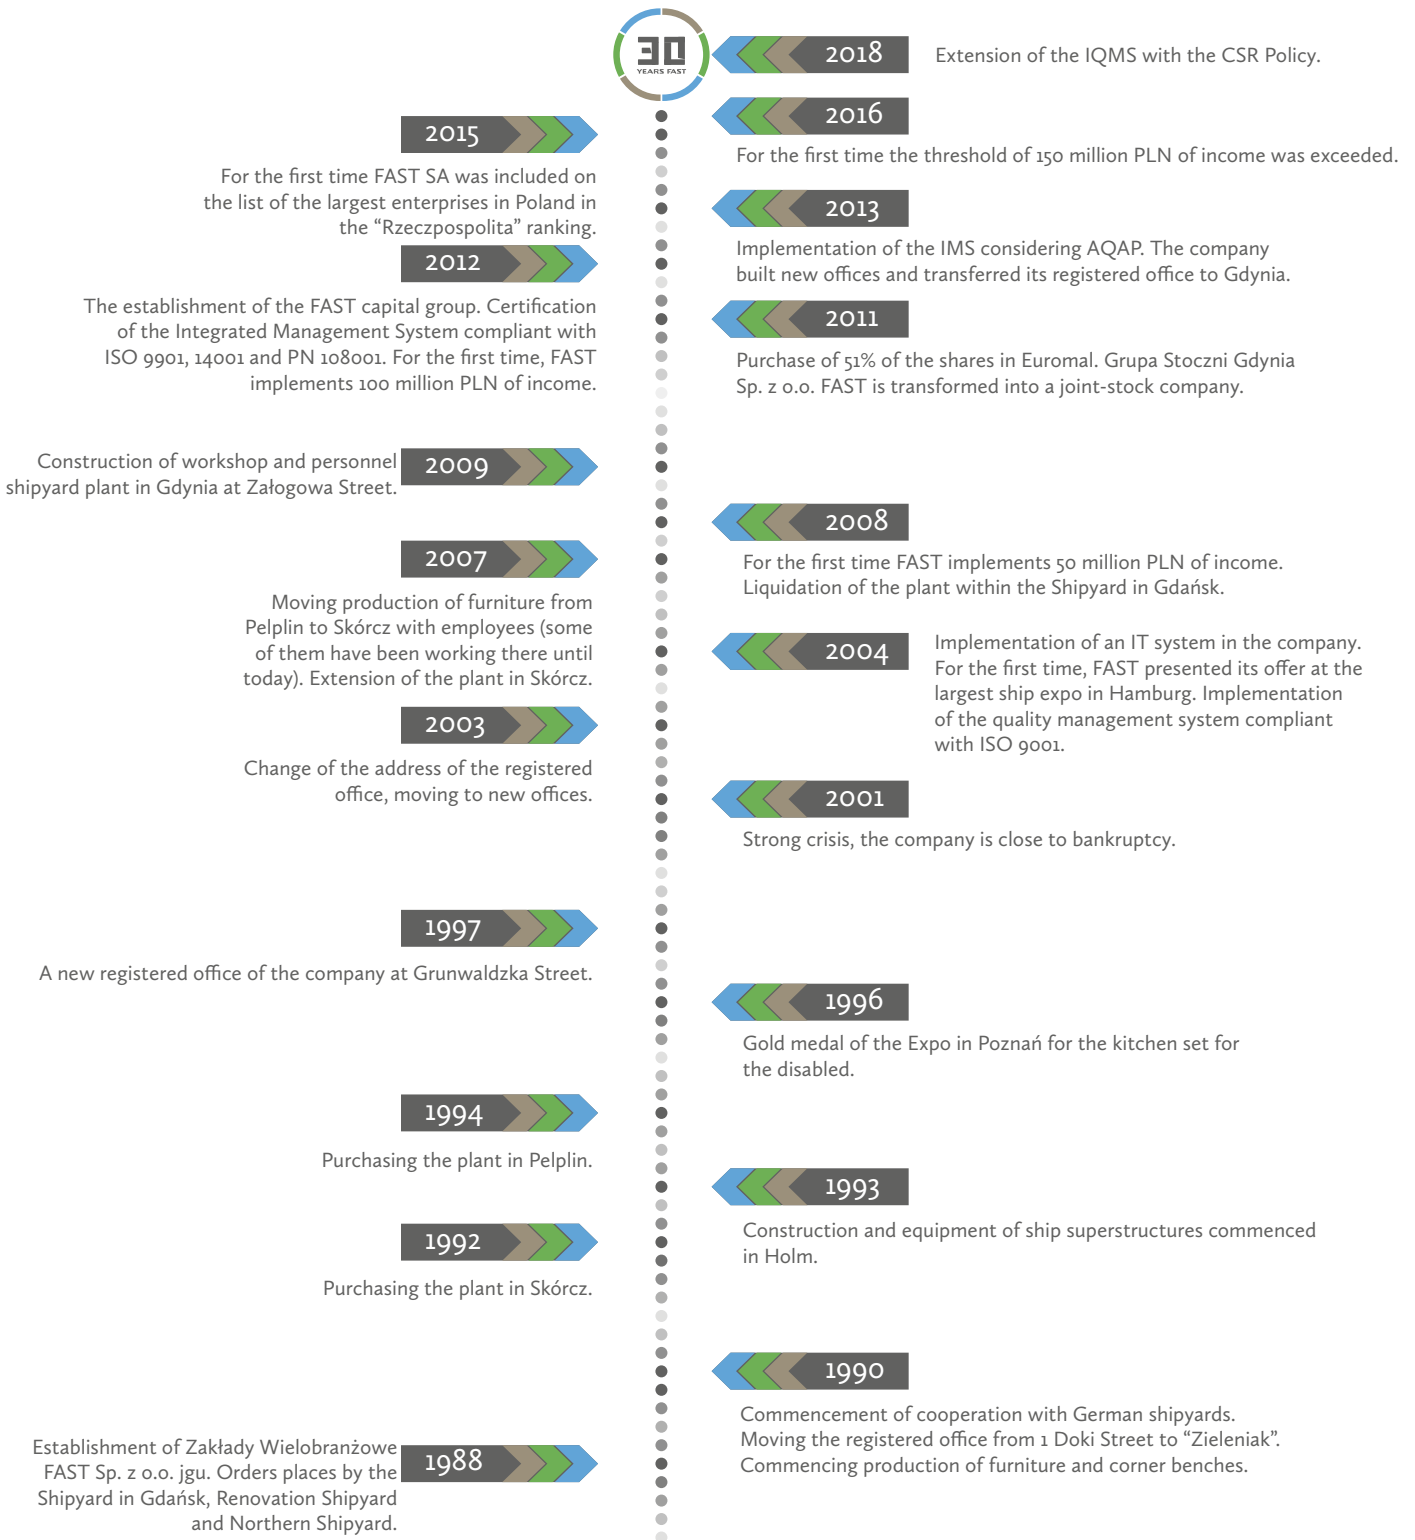 30
YEARS FAST
2018
Extension of the IQMS with the CSR Policy.
2016
For the first time the threshold of 150 million PLN of income was exceeded.
2015
For the first time FAST SA was included on
the list of the largest enterprises in Poland in
the “Rzeczpospolita” ranking.
2013
Implementation of the IMS considering AQAP. The company
built new offices and transferred its registered office to Gdynia.
2012
The establishment of the FAST capital group. Certification
of the Integrated Management System compliant with
ISO 9901, 14001 and PN 108001. For the first time, FAST
implements 100 million PLN of income.
2011
Purchase of 51% of the shares in Euromal. Grupa Stoczni Gdynia
Sp. z o.o. FAST is transformed into a joint-stock company.
2009
Construction of workshop and personnel
shipyard plant in Gdynia at Załogowa Street.
2008
For the first time FAST implements 50 million PLN of income.
Liquidation of the plant within the Shipyard in Gdańsk.
2007
Moving production of furniture from
Pelplin to Skórcz with employees (some
of them have been working there until
today). Extension of the plant in Skórcz.
2004
Implementation of an IT system in the company.
For the first time, FAST presented its offer at the
largest ship expo in Hamburg. Implementation
of the quality management system compliant
with ISO 9001.
2003
Change of the address of the registered
office, moving to new offices.
2001
Strong crisis, the company is close to bankruptcy.
1997
A new registered office of the company at Grunwaldzka Street.
1996
Gold medal of the Expo in Poznań for the kitchen set for
the disabled.
1994
Purchasing the plant in Pelplin.
1993
Construction and equipment of ship superstructures commenced
in Holm.
1992
Purchasing the plant in Skórcz.
1990
Commencement of cooperation with German shipyards.
Moving the registered office from 1 Doki Street to “Zieleniak”.
Commencing production of furniture and corner benches.
1988
Establishment of Zakłady Wielobranżowe
FAST Sp. z o.o. jgu. Orders places by the
Shipyard in Gdańsk, Renovation Shipyard
and Northern Shipyard.